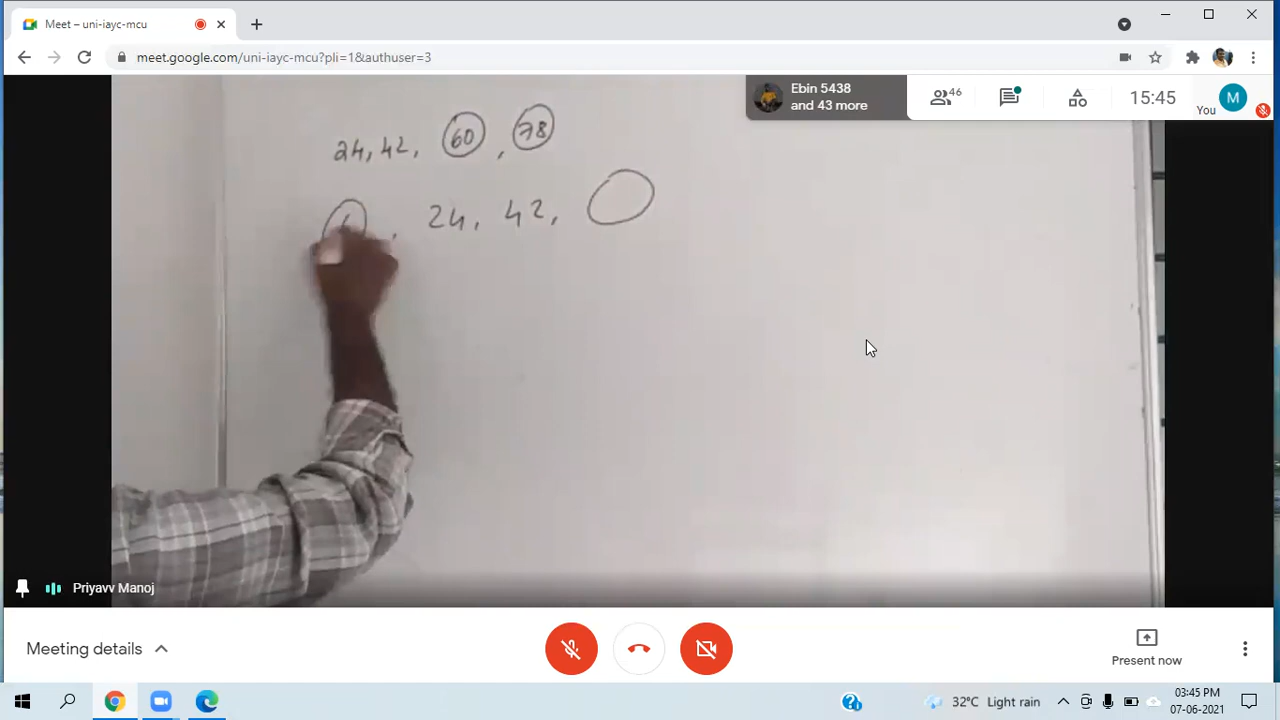 Meet – uni-iayc-mcu
meet.google.com/uni-iayc-mcu?pli=1&authuser=3
Ebin 5438
and 43 more
46
15:45
You
M
24, 42, 60, 78
, 24, 42,
Priyavv Manoj
Meeting details
Present now
32°C Light rain
03:45 PM
07-06-2021